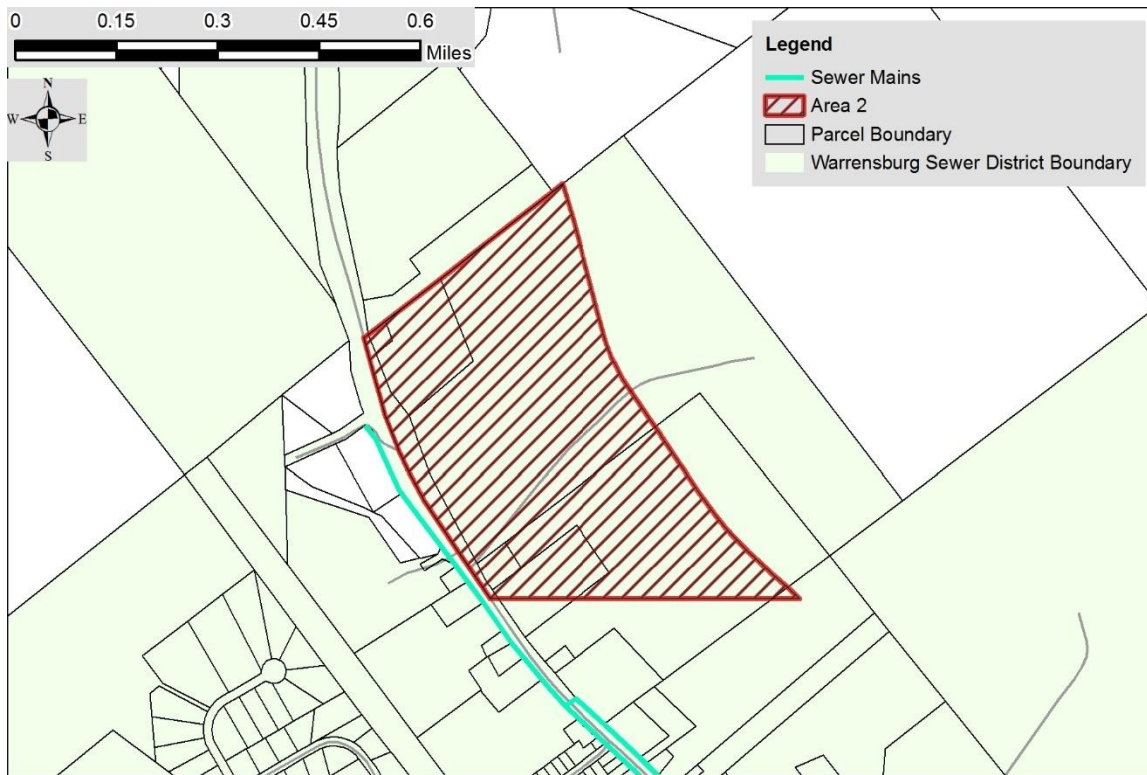 0 0.15 0.3 0.45 0.6
Miles
N
W E
S
Legend
Sewer Mains
Area 2
Parcel Boundary
Warrensburg Sewer District Boundary